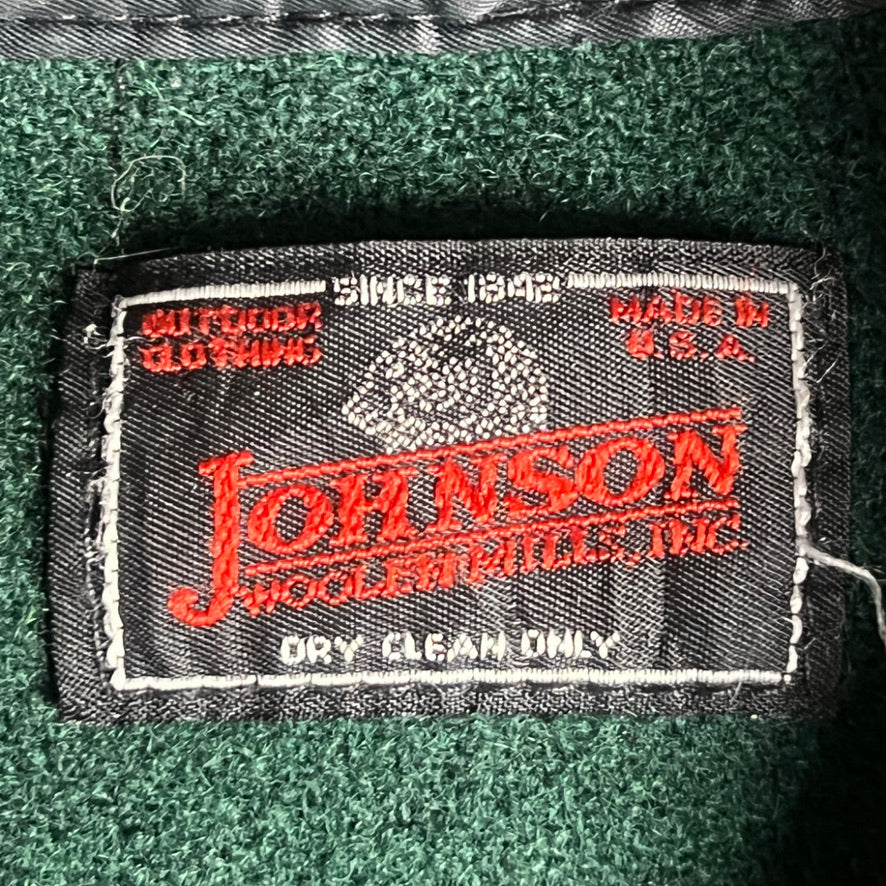 SINCE 1842
OUTDOOR
CLOTHING
MADE IN
U.S.A.
JOHNSON
WOOLEN MILLS, INC.
DRY CLEAN ONLY